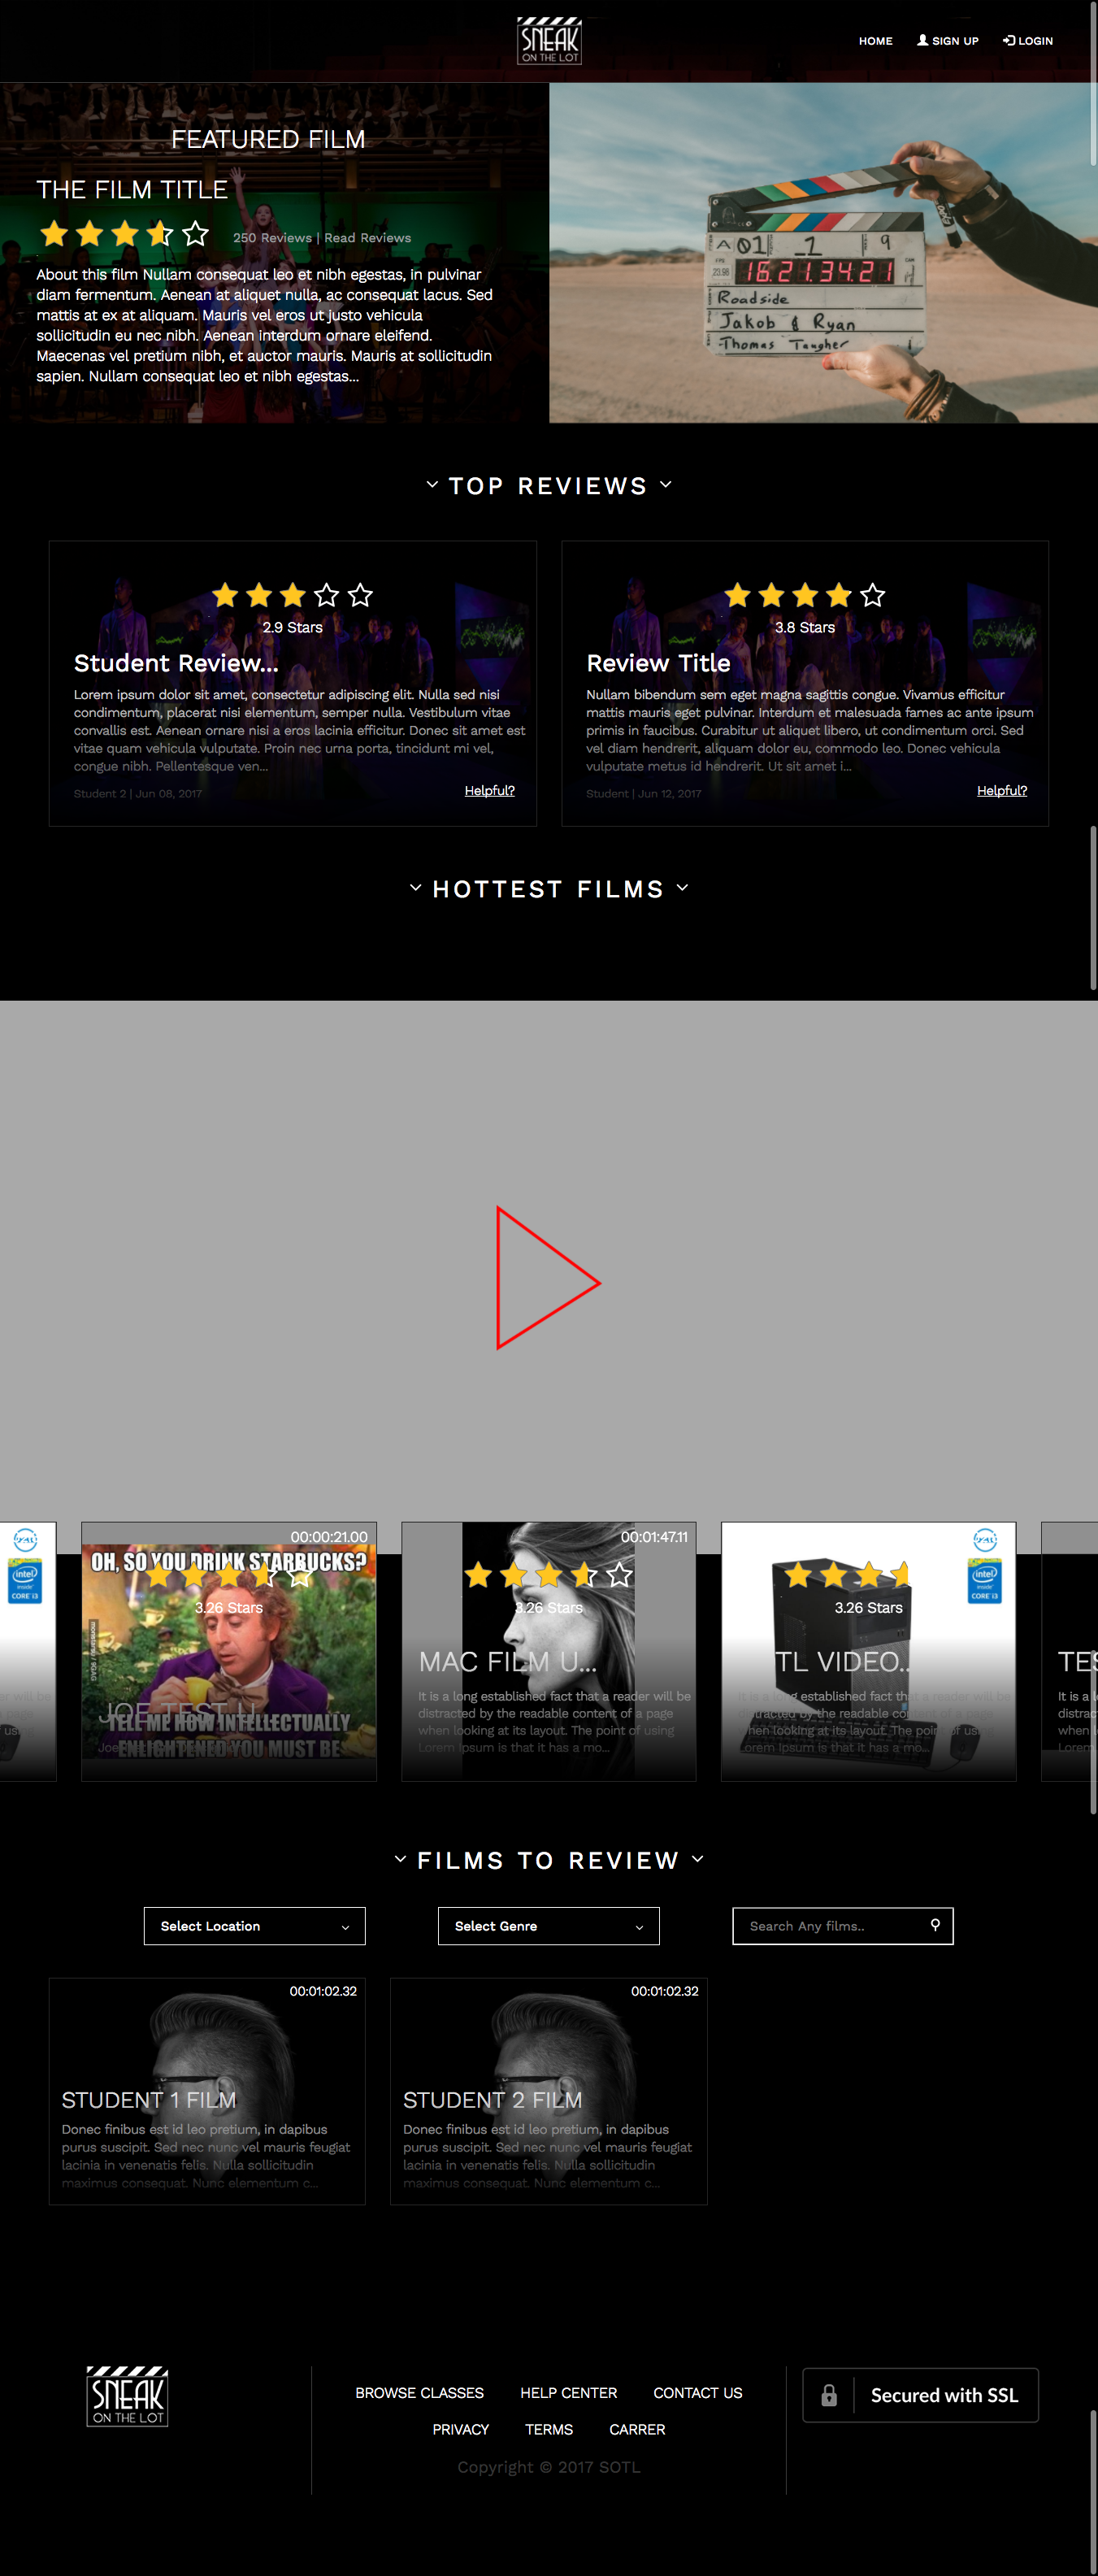 SNEAK
ON THE LOT
HOME
SIGN UP
LOGIN
FEATURED FILM
THE FILM TITLE
250 Reviews | Read Reviews
About this film Nullam consequat leo et nibh egestas, in pulvinar
diam fermentum. Aenean at aliquet nulla, ac consequat lacus. Sed
mattis at ex at aliquam. Mauris vel eros ut justo vehicula
sollicitudin eu nec nibh. Aenean interdum ornare eleifend.
Maecenas vel pretium nibh, et auctor mauris. Mauris at sollicitudin
sapien. Nullam consequat leo et nibh egestas...
A 01 1 9
FPS 23.98 16.21.34.21 CAM
Roadside
Jakob & Ryan
Thomas Taugher
TOP REVIEWS
2.9 Stars
Student Review...
Lorem ipsum dolor sit amet, consectetur adipiscing elit. Nulla sed nisi
condimentum, placerat nisi elementum, semper nulla. Vestibulum vitae
convallis est. Aenean ornare nisi a eros lacinia efficitur. Donec sit amet est
vitae quam vehicula vulputate. Proin nec urna porta, tincidunt mi vel,
congue nibh. Pellentesque ven...
Student 2 | Jun 08, 2017
Helpful?
3.8 Stars
Review Title
Nullam bibendum sem eget magna sagittis congue. Vivamus efficitur
mattis mauris eget pulvinar. Interdum et malesuada fames ac ante ipsum
primis in faucibus. Curabitur ut aliquet libero, ut condimentum orci. Sed
vel diam hendrerit, aliquam dolor eu, commodo leo. Donec vehicula
vulputate metus id hendrerit. Ut sit amet i...
Student | Jun 12, 2017
Helpful?
HOTTEST FILMS
intel
inside
CORE i3
er will be
us
00:00:21.00
OH, SO YOU DRINK STARBUCKS?
3.26 Stars
JOE TEST U
TELL ME HOW INTELLECTUALLY
Joe
ENLIGHTENED YOU MUST BE
00:01:47.11
3.26 Stars
MAC FILM U...
It is a long established fact that a reader will be
distracted by the readable content of a page
when looking at its layout. The point of using
Lorem Ipsum is that it has a mo...
intel
inside
CORE i3
3.26 Stars
TL VIDEO..
It is a long established fact that a reader will be
distracted by the readable content of a page
when looking at its layout. The point of using
Lorem Ipsum is that it has a mo...
TES
It is a l
distract
when l
Lorem
FILMS TO REVIEW
Select Location
Select Genre
Search Any films..
00:01:02.32
STUDENT 1 FILM
Donec finibus est id leo pretium, in dapibus
purus suscipit. Sed nec nunc vel mauris feugiat
lacinia in venenatis felis. Nulla sollicitudin
maximus consequat. Nunc elementum c...
00:01:02.32
STUDENT 2 FILM
Donec finibus est id leo pretium, in dapibus
purus suscipit. Sed nec nunc vel mauris feugiat
lacinia in venenatis felis. Nulla sollicitudin
maximus consequat. Nunc elementum c...
SNEAK
ON THE LOT
BROWSE CLASSES
HELP CENTER
CONTACT US
PRIVACY
TERMS
CARRER
Copyright © 2017 SOTL
Secured with SSL